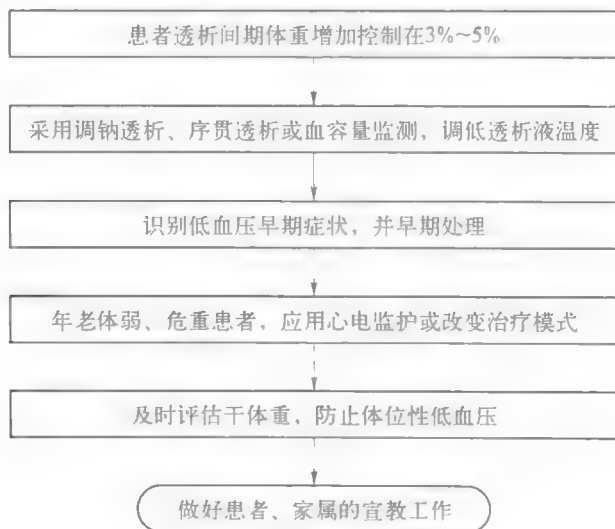 患者透析间期体重增加控制在3%~5%
采用调钠透析、序贯透析或血容量监测，调低透析液温度
识别低血压早期症状，并早期处理
年老体弱、危重患者，应用心电监护或改变治疗模式
及时评估干体重，防止体位性低血压
做好患者、家属的宣教工作